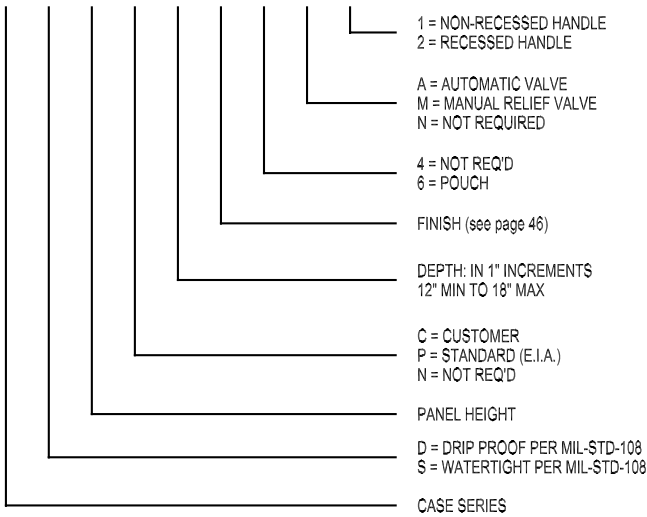 1 = NON-RECESSED HANDLE
2 = RECESSED HANDLE
A = AUTOMATIC VALVE
M = MANUAL RELIEF VALVE
N = NOT REQUIRED
4 = NOT REQ'D
6 = POUCH
FINISH (see page 46)
DEPTH: IN 1" INCREMENTS
12" MIN TO 18" MAX
C = CUSTOMER
P = STANDARD (E.I.A.)
N = NOT REQ'D
PANEL HEIGHT
D = DRIP PROOF PER MIL-STD-108
S = WATERTIGHT PER MIL-STD-108
CASE SERIES